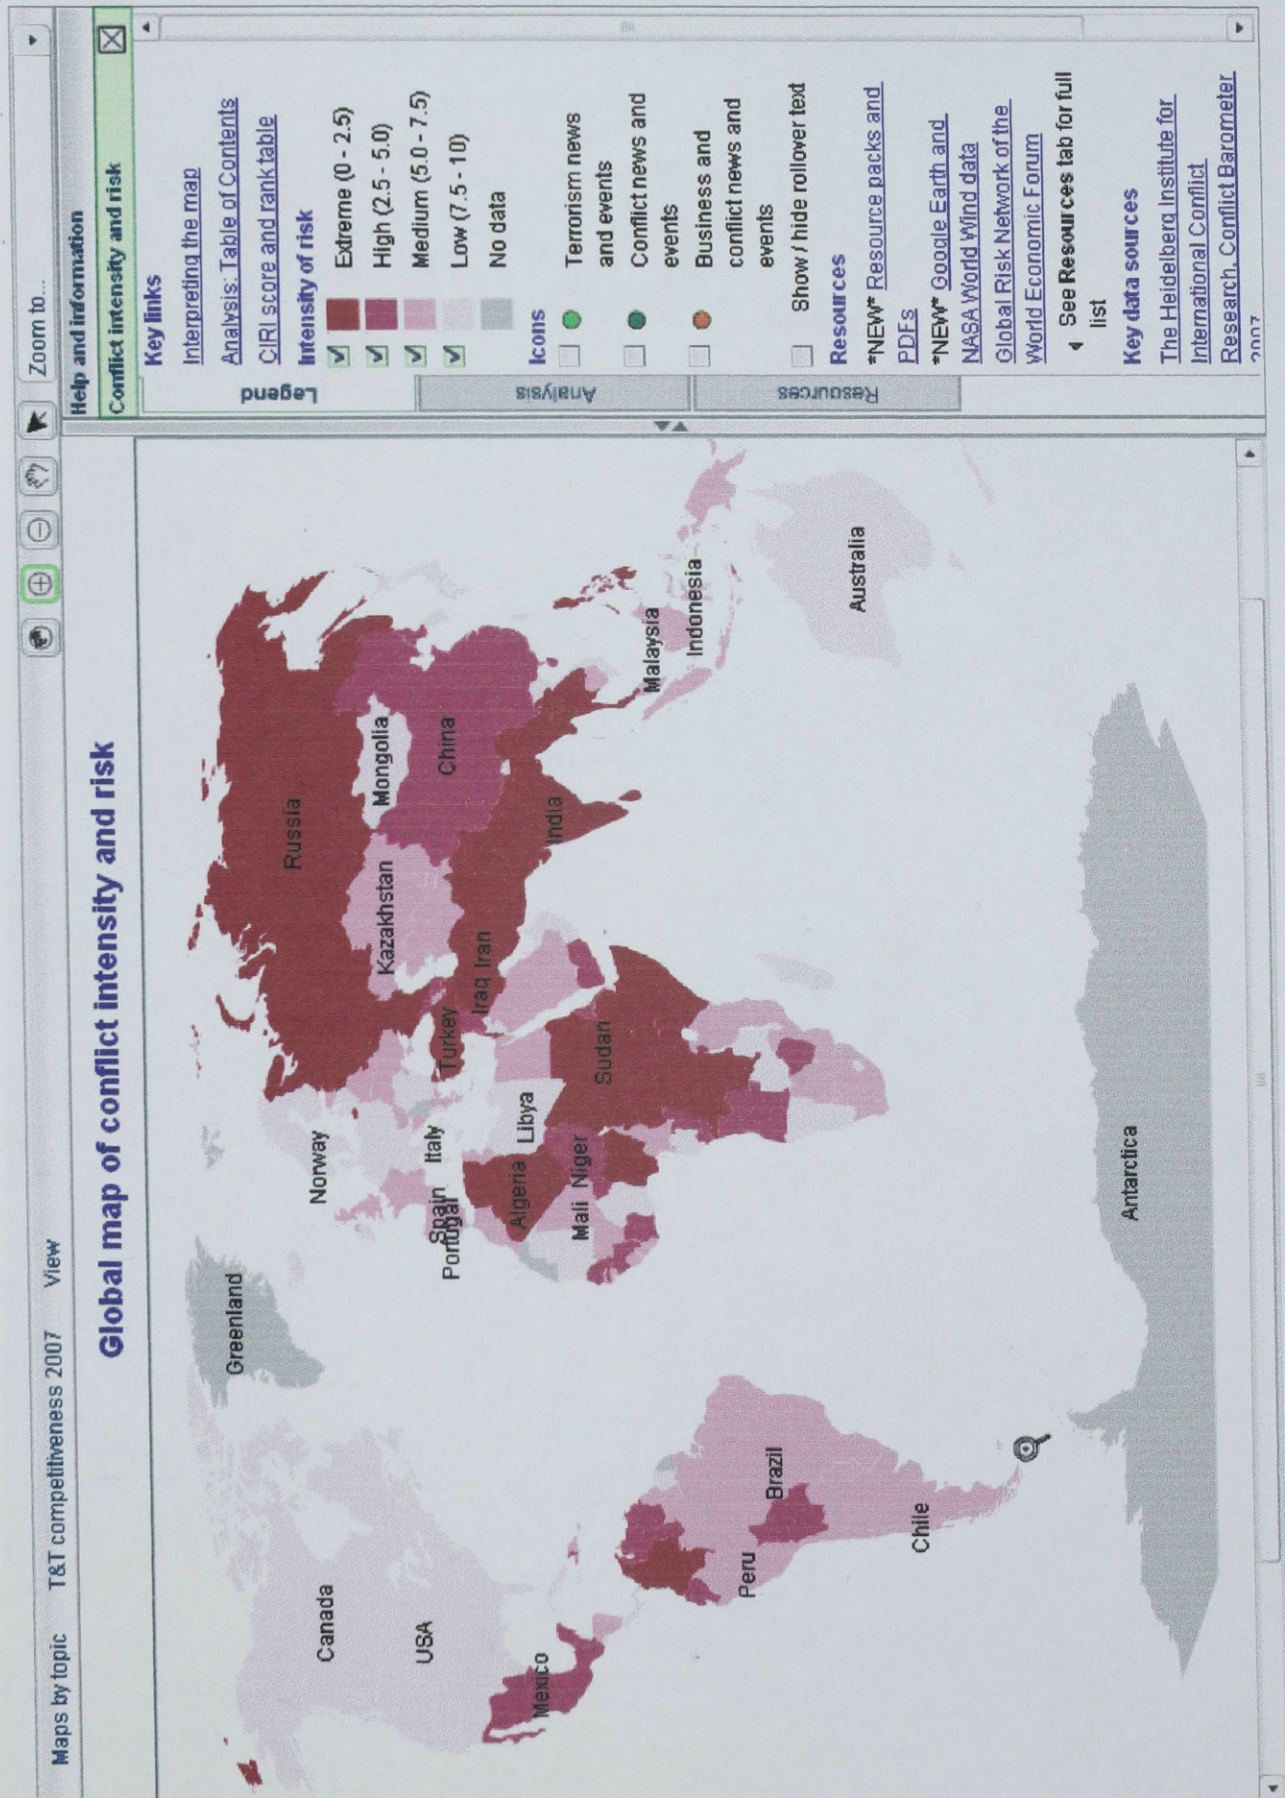 Maps by topic
T&T competitiveness 2007
View
Zoom to...
Global map of conflict intensity and risk
Canada
USA
Mexico
Greenland
Norway
Spain
Portugal
Italy
Algeria
Libya
Mali
Niger
Sudan
Turkey
Iraq
Iran
Russia
Kazakhstan
Mongolia
China
India
Malaysia
Indonesia
Australia
Peru
Brazil
Chile
Antarctica
Help and information
Conflict intensity and risk
Legend
Analysis
Resources
Key links
Interpreting the map
Analysis: Table of Contents
CIRI score and rank table
Intensity of risk
Extreme (0 - 2.5)
High (2.5 - 5.0)
Medium (5.0 - 7.5)
Low (7.5 - 10)
No data
Icons
Terrorism news
and events
Conflict news and
events
Business and
conflict news and
events
Show / hide rollover text
Resources
*NEW* Resource packs and
PDFs
*NEW* Google Earth and
NASA World Wind data
Global Risk Network of the
World Economic Forum
See Resources tab for full
list
Key data sources
The Heidelberg Institute for
International Conflict
Research, Conflict Barometer
2007